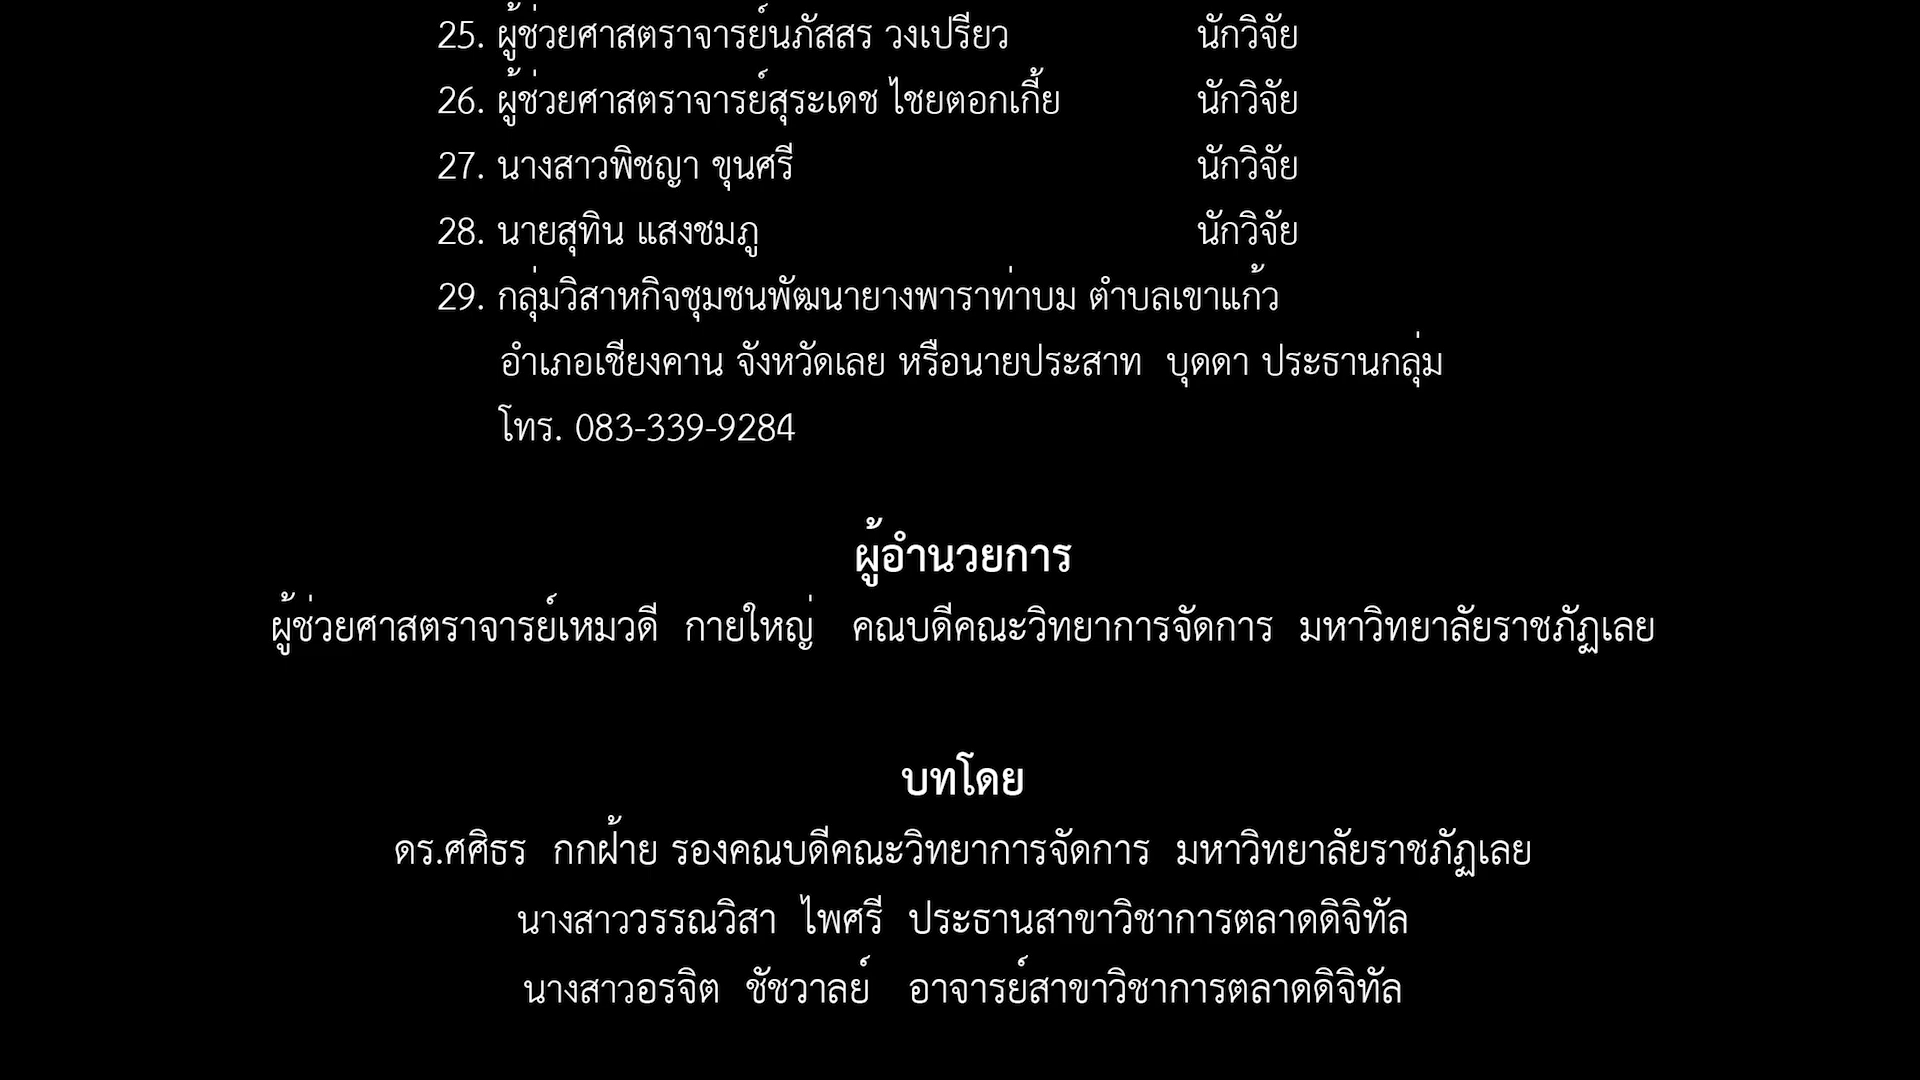 25. ผู้ช่วยศาสตราจารย์นภัสสร วงเปรียว นักวิจัย
26. ผู้ช่วยศาสตราจารย์สุระเดช ไชยตอกเกี้ย นักวิจัย
27. นางสาวพิชญา ขุนศรี นักวิจัย
28. นายสุทิน แสงชมภู นักวิจัย
29. กลุ่มวิสาหกิจชุมชนพัฒนายางพาราท่าบม ตำบลเขาแก้ว
อำเภอเชียงคาน จังหวัดเลย หรือนายประสาท บุดดา ประธานกลุ่ม
โทร. 083-339-9284
ผู้อำนวยการ
ผู้ช่วยศาสตราจารย์เหมวดี กายใหญ่ คณบดีคณะวิทยาการจัดการ มหาวิทยาลัยราชภัฏเลย
บทโดย
ดร.ศศิธร กกฝ้าย รองคณบดีคณะวิทยาการจัดการ มหาวิทยาลัยราชภัฏเลย
นางสาววรรณวิสา ไพศรี ประธานสาขาวิชาการตลาดดิจิทัล
นางสาวอรจิต ชัชวาลย์ อาจารย์สาขาวิชาการตลาดดิจิทัล